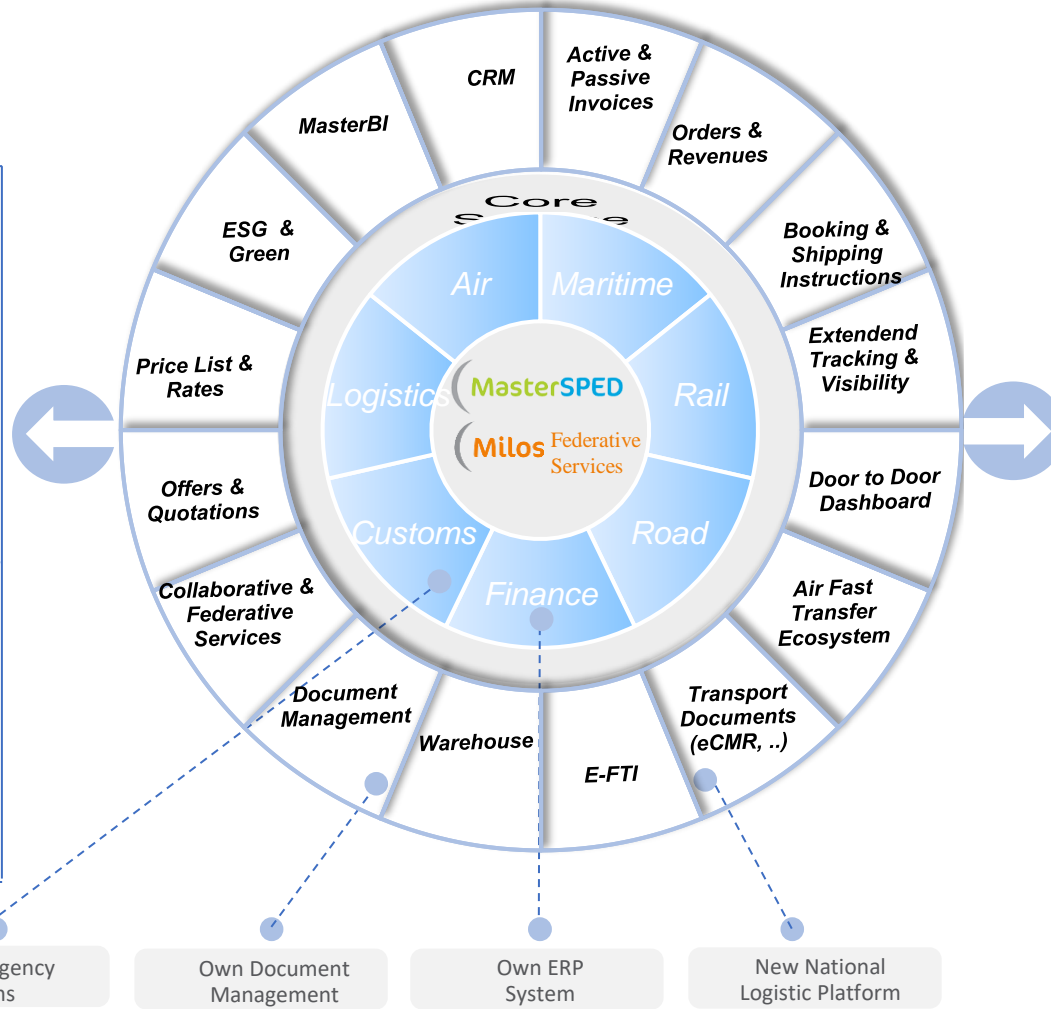 CRM
Active &
Passive
Invoices
MasterBI
Orders &
Revenues
Core
ESG &
Green
Booking &
Shipping
Instructions
Air
Maritime
Extendend
Tracking &
Visibility
Price List &
Rates
Logistics
MasterSPED
Rail
Milos Federative
Services
Offers &
Quotations
Door to Door
Dashboard
Customs
Road
Collaborative &
Federative
Services
Finance
Air Fast
Transfer
Ecosystem
Document
Management
Warehouse
E-FTI
Transport
Documents
(eCMR, ..)
Own Document
Management
Own ERP
System
New National
Logistic Platform